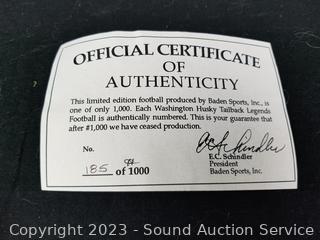 OFFICIAL CERTIFICATE
OF
AUTHENTICITY
This limited edition football produced by Baden Sports, Inc., is
one of only 1,000. Each Washington Husky Tailback Legends
Football is authentically numbered. This is your guarantee that
after #1,000 we have ceased production.
No.
185 of 1000
E.C. Schindler
E.C. Schindler
President
Baden Sports, Inc.
Copyright 2023 - Sound Auction Service